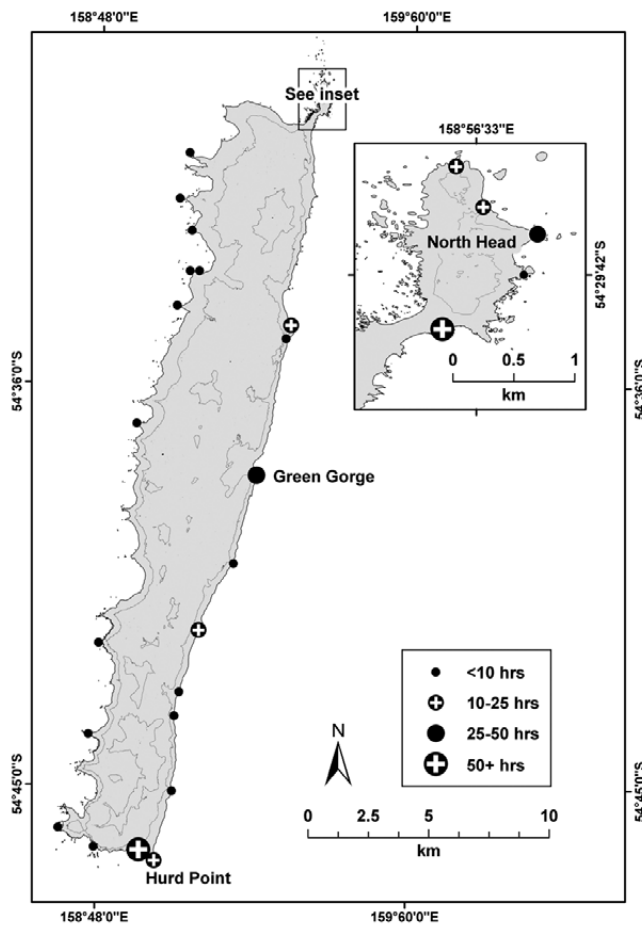 158°48'0"E
159°60'0"E
See inset
158°56'33"E
North Head
54°29'42"S
0 0.5 1
km
54°36'0"S
54°36'0"S
Green Gorge
<10 hrs
10-25 hrs
25-50 hrs
50+ hrs
N
54°45'0"S
54°45'0"S
0 2.5 5 10
km
Hurd Point
158°48'0"E
159°60'0"E